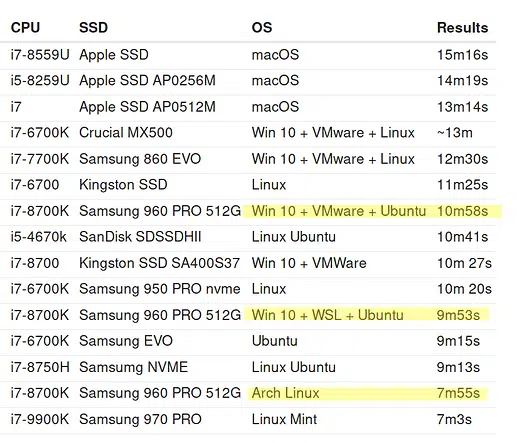 CPU SSD OS Results
i7-8559U Apple SSD macOS 15m16s
i5-8259U Apple SSD AP0256M macOS 14m19s
i7 Apple SSD AP0512M macOS 13m14s
i7-6700K Crucial MX500 Win 10 + VMware + Linux ~13m
i7-7700K Samsung 860 EVO Win 10 + VMware + Linux 12m30s
i7-6700 Kingston SSD Linux 11m25s
i7-8700K Samsung 960 PRO 512G Win 10 + VMware + Ubuntu 10m58s
i5-4670k SanDisk SDSSDHII Linux Ubuntu 10m41s
i7-8700 Kingston SSD SA400S37 Win 10 + VMWare 10m 27s
i7-6700K Samsung 950 PRO nvme Linux 10m 20s
i7-8700K Samsung 960 PRO 512G Win 10 + WSL + Ubuntu 9m53s
i7-6700K Samsung EVO Ubuntu 9m15s
i7-8750H Samsumg NVME Linux Ubuntu 9m13s
i7-8700K Samsung 960 PRO 512G Arch Linux 7m55s
i7-9900K Samsung 970 PRO Linux Mint 7m3s